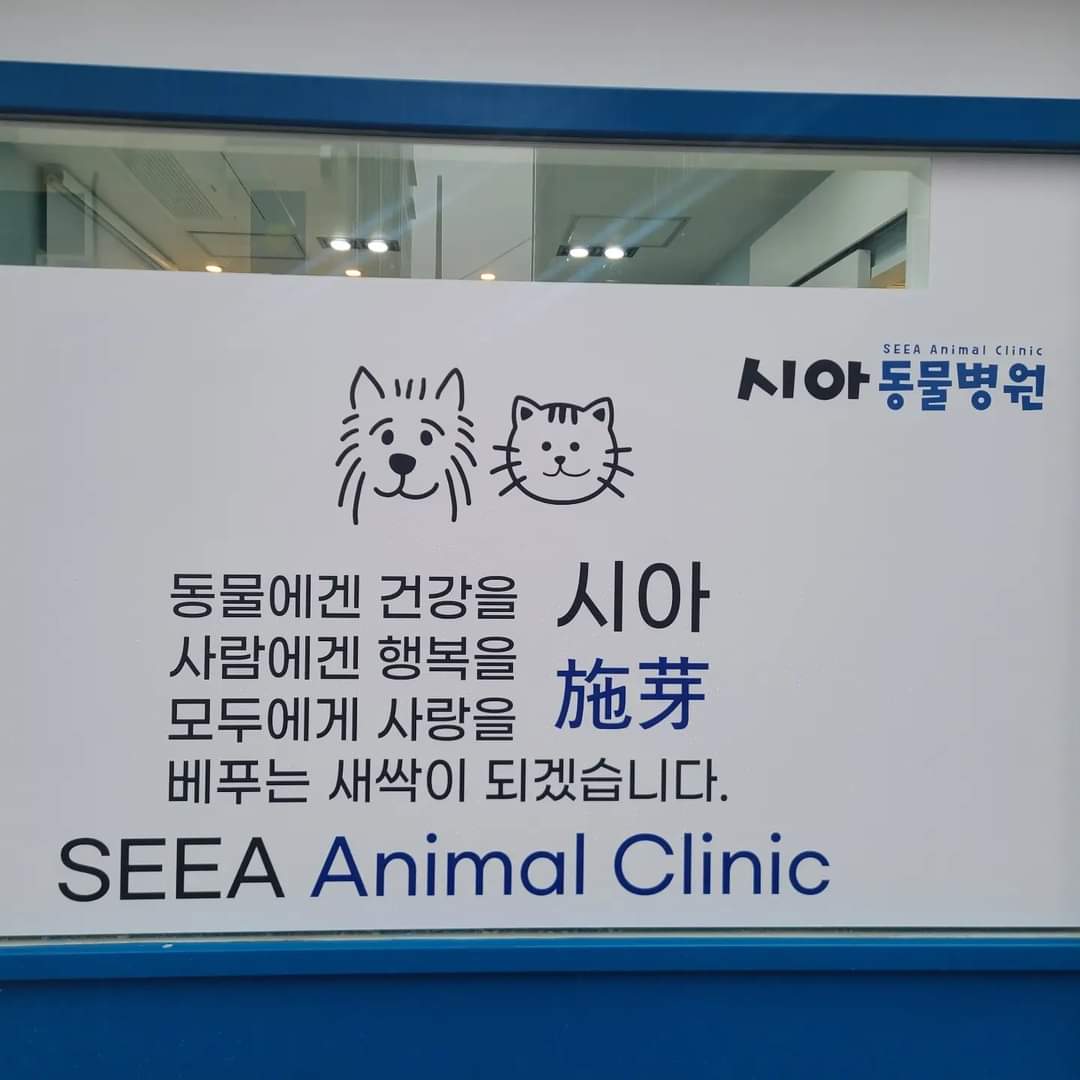 SEEA Animal Clinic
시아동물병원
동물에겐 건강을
사람에겐 행복을
모두에게 사랑을
시아
施芽
베푸는 새싹이 되겠습니다.
SEEA Animal Clinic